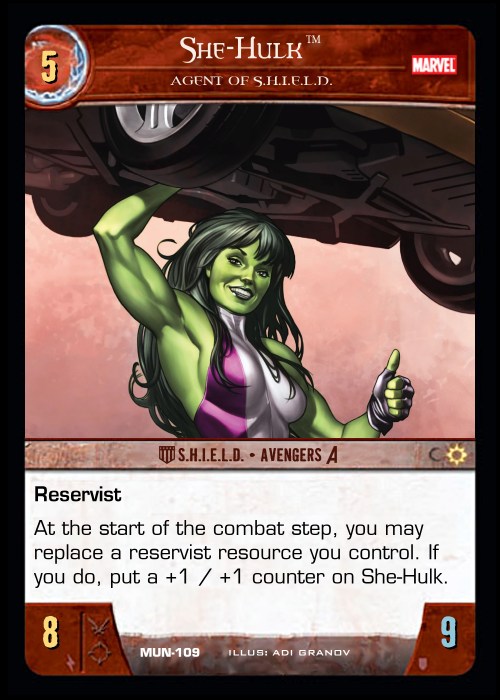 5
She-Hulk™
AGENT OF S.H.I.E.L.D.
MARVEL
S.H.I.E.L.D. • AVENGERS A
Reservist
At the start of the combat step, you may
replace a reservist resource you control. If
you do, put a +1 / +1 counter on She-Hulk.
8
MUN-109 ILLUS: ADI GRANOV
9